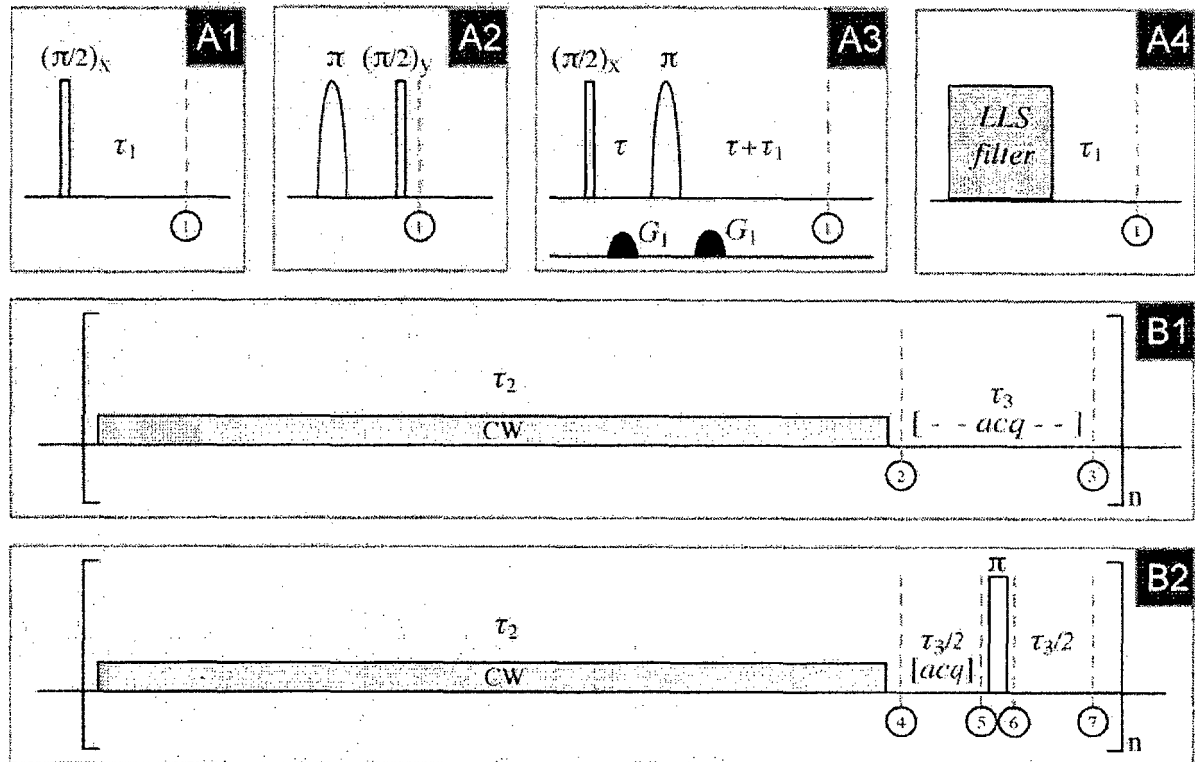 A1
(π/2)x
τ1
1
A2
π (π/2)y
1
A3
(π/2)x π
τ τ+τ1
1
G1 G1
A4
LLS
filter
τ1
1
B1
τ2
τ3
CW
[ - - acq - - ]
2 3
n
B2
π
τ2
τ3/2 τ3/2
CW
[acq]
4 5 6 7
n